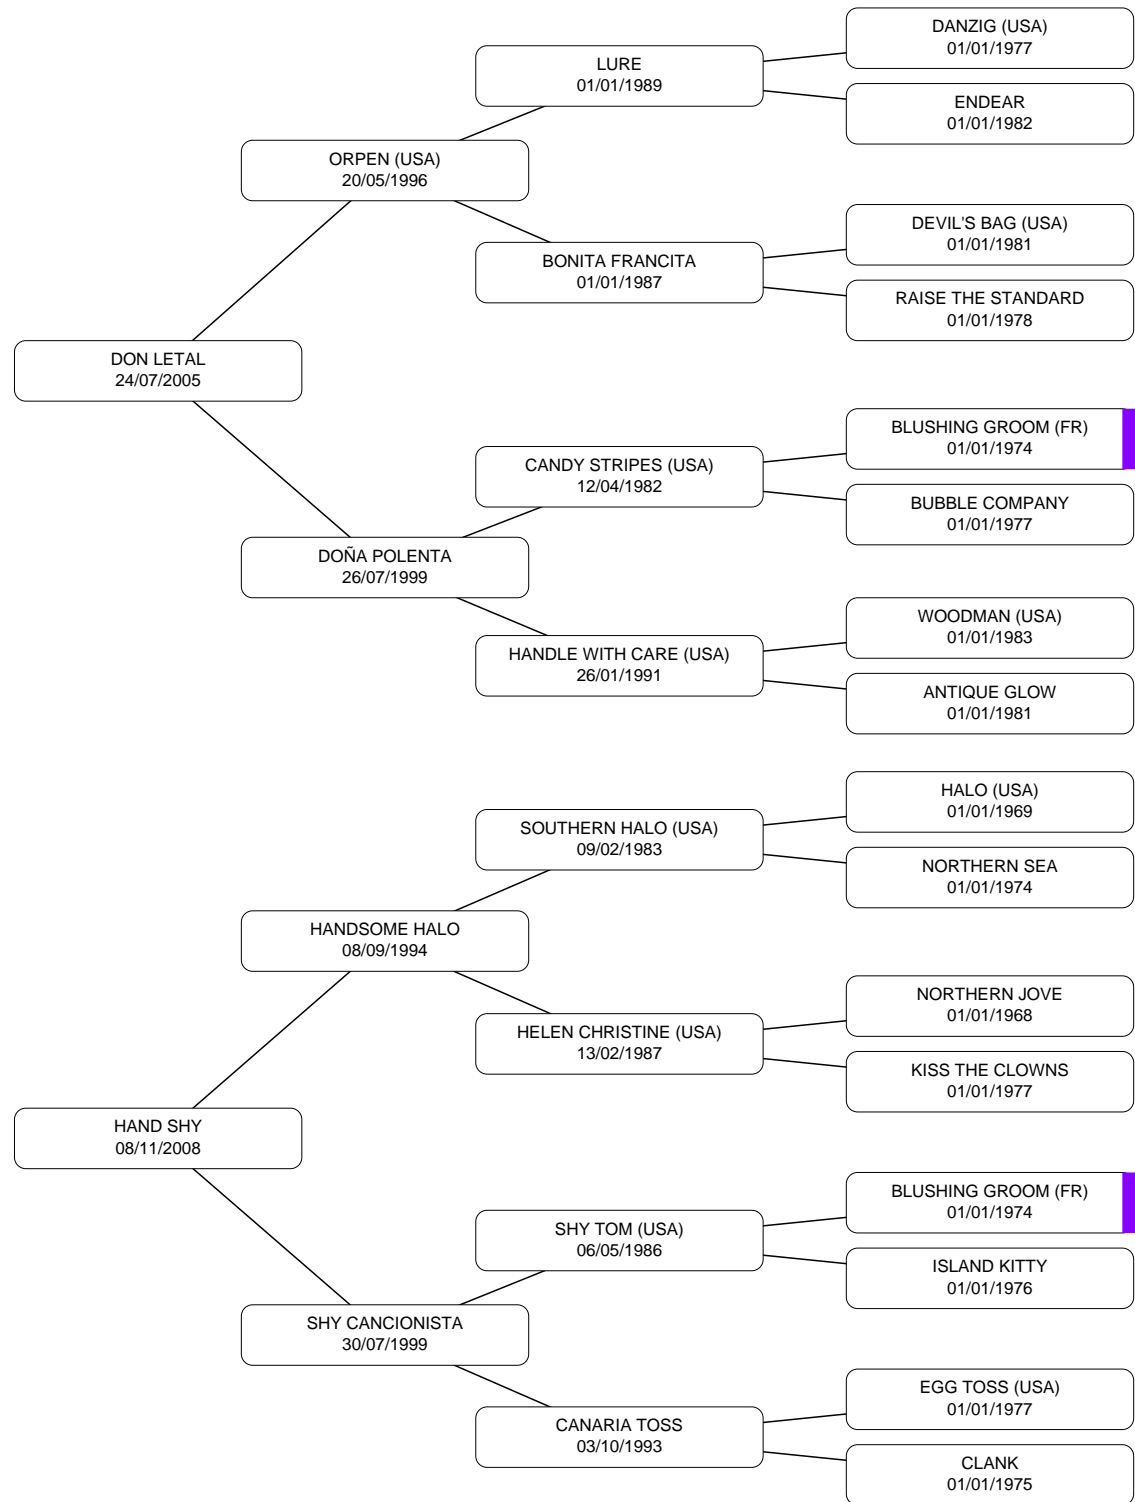 DANZIG (USA)
01/01/1977
LURE
01/01/1989
ENDEAR
01/01/1982
ORPEN (USA)
20/05/1996
DEVIL'S BAG (USA)
01/01/1981
BONITA FRANCITA
01/01/1987
RAISE THE STANDARD
01/01/1978
DON LETAL
24/07/2005
BLUSHING GROOM (FR)
01/01/1974
CANDY STRIPES (USA)
12/04/1982
BUBBLE COMPANY
01/01/1977
DOÑA POLENTA
26/07/1999
WOODMAN (USA)
01/01/1983
HANDLE WITH CARE (USA)
26/01/1991
ANTIQUE GLOW
01/01/1981
HALO (USA)
01/01/1969
SOUTHERN HALO (USA)
09/02/1983
NORTHERN SEA
01/01/1974
HANDSOME HALO
08/09/1994
NORTHERN JOVE
01/01/1968
HELEN CHRISTINE (USA)
13/02/1987
KISS THE CLOWNS
01/01/1977
HAND SHY
08/11/2008
BLUSHING GROOM (FR)
01/01/1974
SHY TOM (USA)
06/05/1986
ISLAND KITTY
01/01/1976
SHY CANCIONISTA
30/07/1999
EGG TOSS (USA)
01/01/1977
CANARIA TOSS
03/10/1993
CLANK
01/01/1975